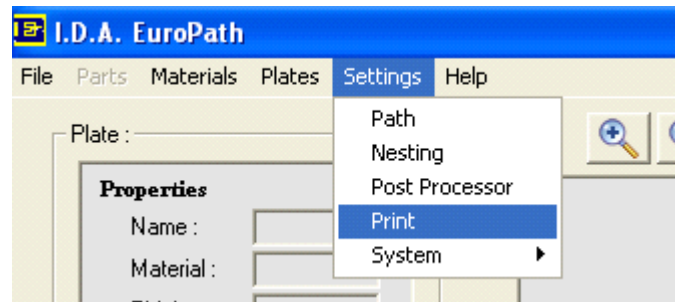 I.D.A. EuroPath
File Parts Materials Plates Settings Help
Path
Nesting
Post Processor
Print
System
Plate :
Properties
Name :
Material :